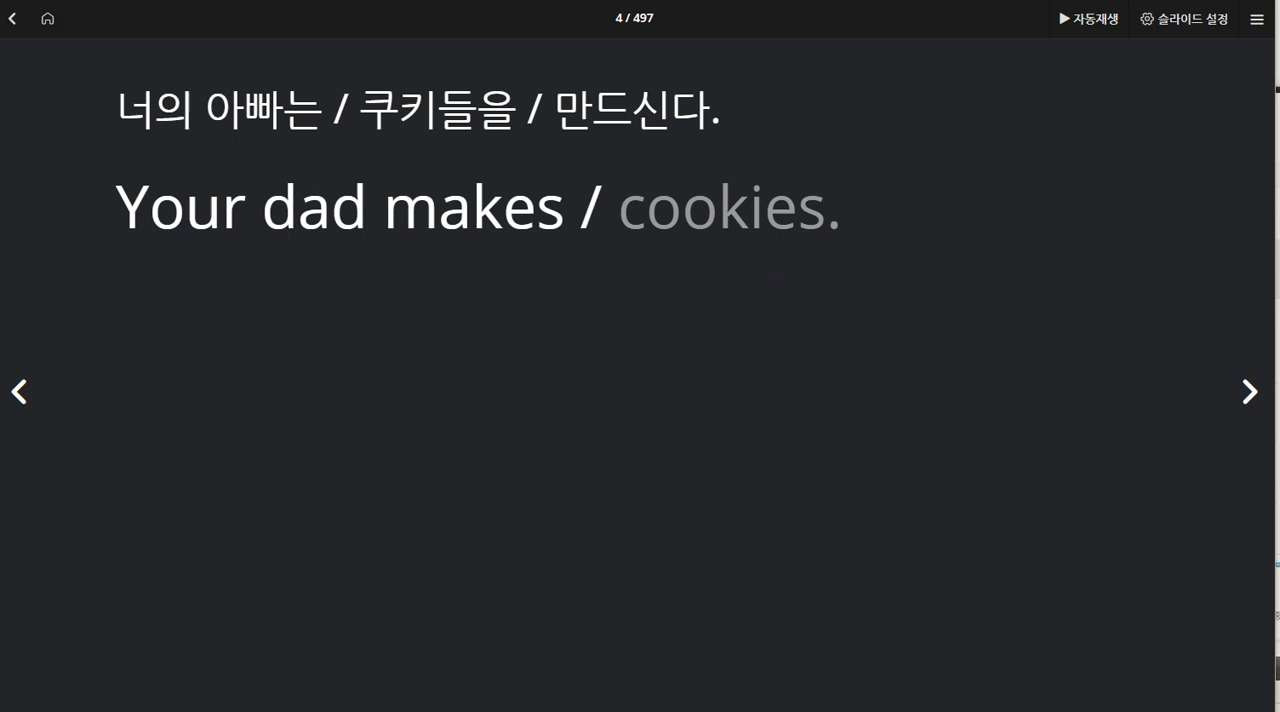 4 / 497
▶ 자동재생
슬라이드 설정
너의 아빠는 / 쿠키들을 / 만드신다.
Your dad makes / cookies.